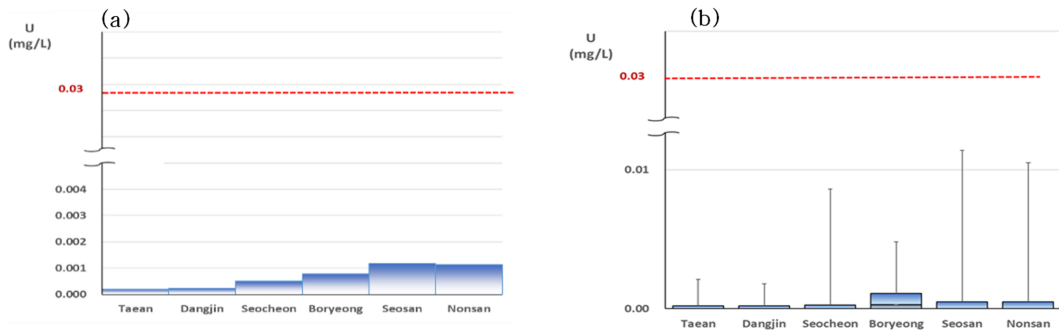 (a)
U
(mg/L)
0.03
0.004
0.003
0.002
0.001
0.000
Taean Dangjin Seocheon Boryeong Seosan Nonsan
(b)
U
(mg/L)
0.03
0.01
0.00
Taean Dangjin Seocheon Boryeong Seosan Nonsan